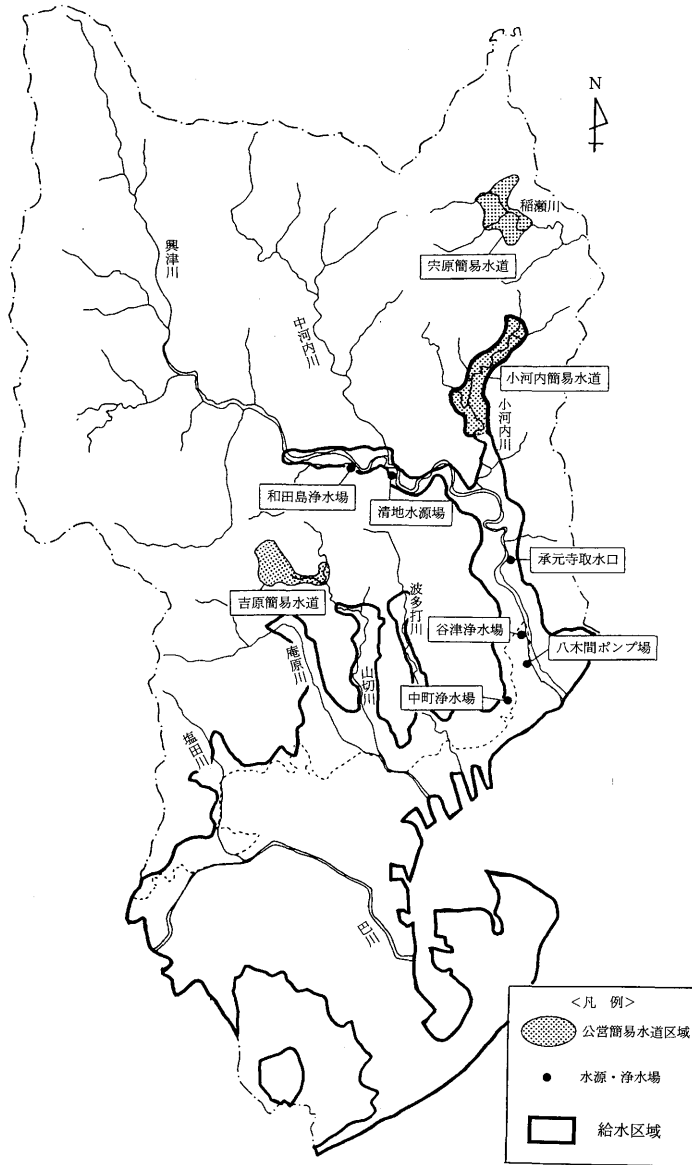 N
稲瀬川
宍原簡易水道
興津川
中河内川
小河内簡易水道
小河内川
和田島浄水場
清地水源場
承元寺取水口
吉原簡易水道
波多打川
谷津浄水場
八木間ポンプ場
庵原川
山切川
中町浄水場
塩田川
巴川
<凡 例>
公営簡易水道区域
水源・浄水場
給水区域